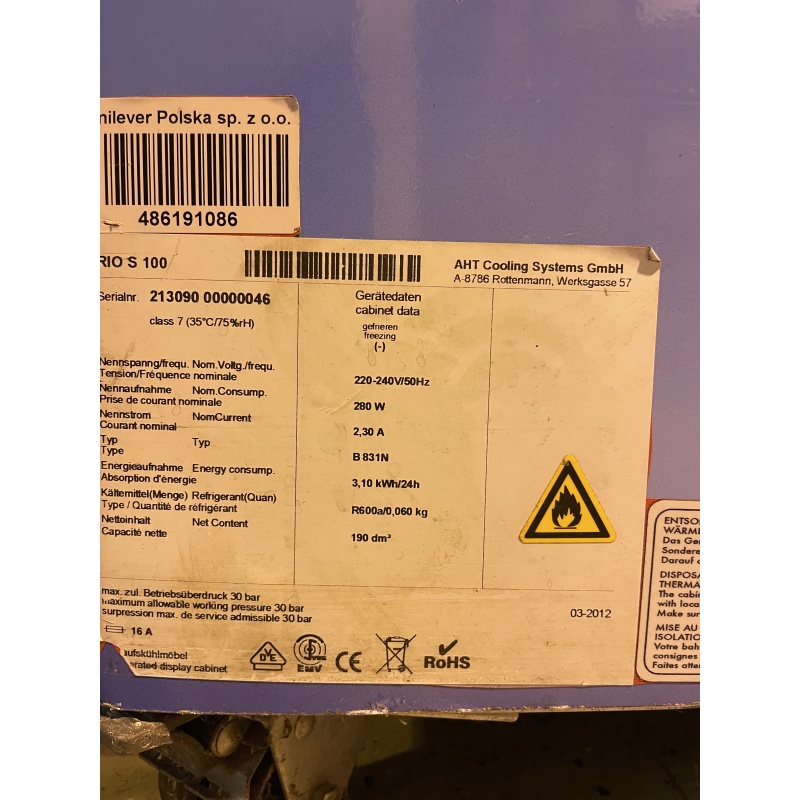 nilever Polska sp. z o.o.
486191086
RIO S 100
AHT Cooling Systems GmbH
A-8786 Rottenmann, Werksgasse 57
Serialnr. 213090 00000046
class 7 (35°C/75%rH)
Gerätedaten
cabinet data
gefrieren
freezing
(-)
Nennspanng/frequ. Nom.Voltg./frequ.
Tension/Fréquence nominale
220-240V/50Hz
Nennaufnahme Nom.Consump.
Prise de courant nominale
280 W
Nennstrom NomCurrent
Courant nominal
2,30 A
Typ Typ
Type
B 831N
Energieaufnahme Energy consump.
Absorption d'énergie
3,10 kWh/24h
Kältemittel(Menge) Refrigerant(Quan)
Type / Quantité de réfrigérant
R600a/0,060 kg
Nettoinhalt Net Content
Capacité nette
190 dm³
max. zul. Betriebsüberdruck 30 bar
maximum allowable working pressure 30 bar
surpression max. de service admissible 30 bar
03-2012
16 A
aufskühlmöbel
erated display cabinet
VDE
EMV
CE
RoHS
ENTSO
WÄRME
Das Ge
Sondere
Darauf
DISPOSA
THERMA
The cabi
with loca
Make sur
MISE AU
ISOLATIO
Votre bah
consignes
Faites atte